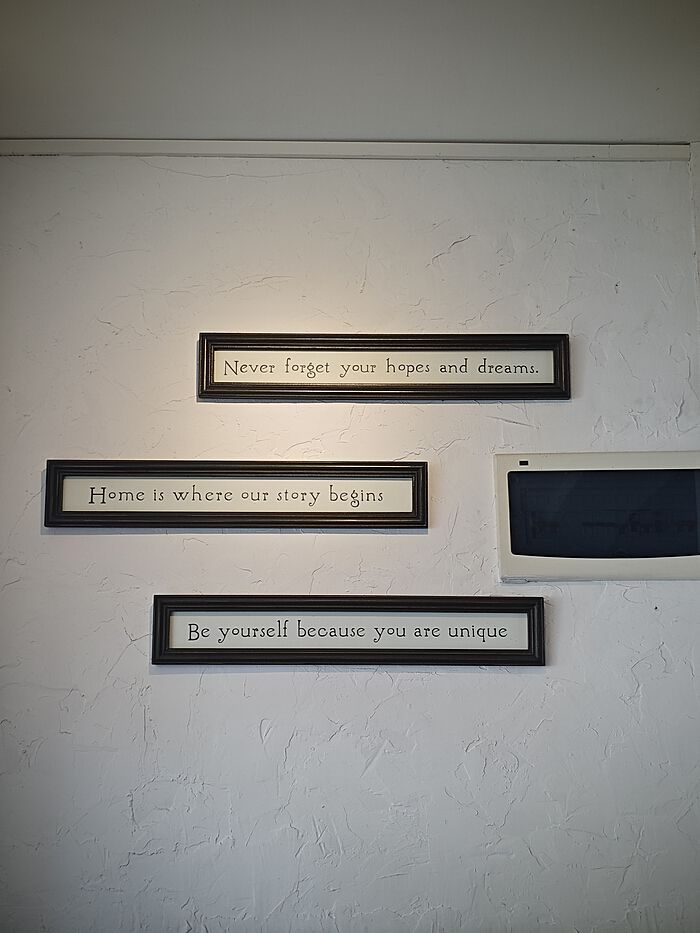 Never forget your hopes and dreams.
Home is where our story begins
Be yourself because you are unique